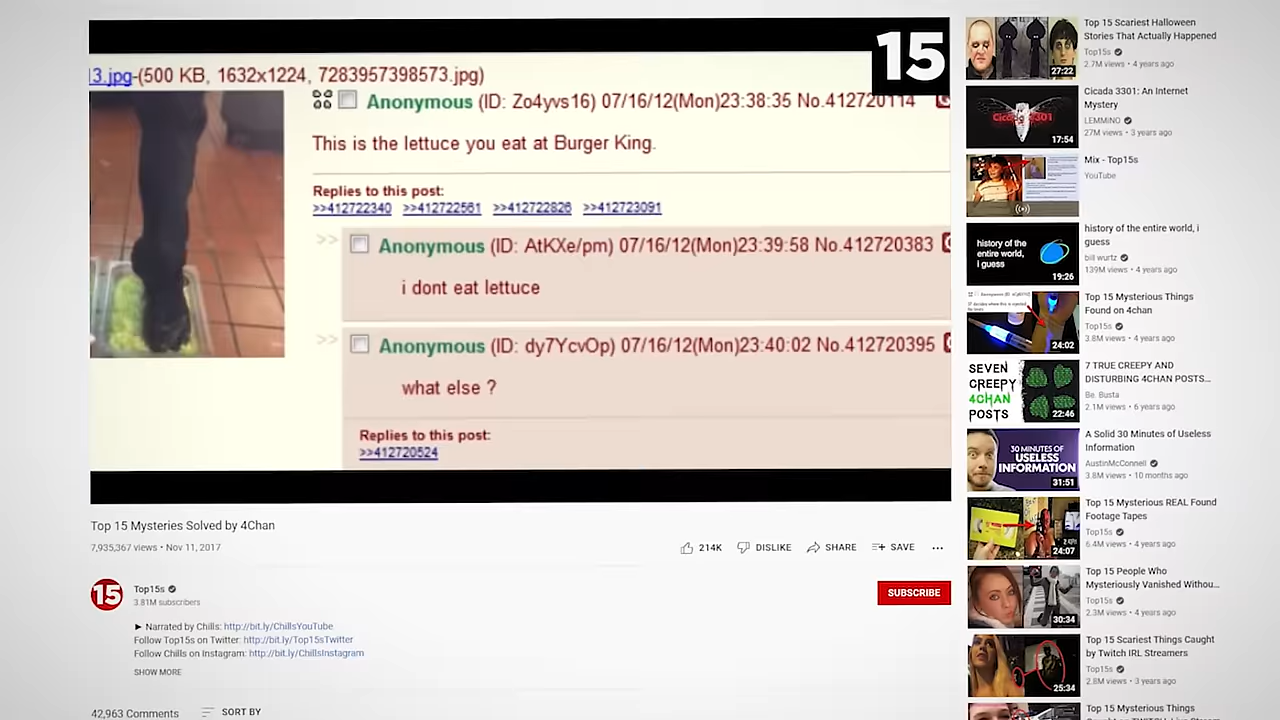 15
3.jpg-(500 KB, 1632x1224, 7283957398573.jpg)
Anonymous (ID: Zo4yvs16) 07/16/12(Mon)23:38:35 No.412720114
This is the lettuce you eat at Burger King.
Replies to this post:
>>412722340 >>412722561 >>412722826 >>412723091
>> Anonymous (ID: AtKXe/pm) 07/16/12(Mon)23:39:58 No.412720383
i dont eat lettuce
>> Anonymous (ID: dy7YcvOp) 07/16/12(Mon)23:40:02 No.412720395
what else ?
Replies to this post:
>>412720524
Top 15 Mysteries Solved by 4Chan
7,935,367 views • Nov 11, 2017
214K DISLIKE SHARE SAVE
15
Top15s
3.81M subscribers
SUBSCRIBE
► Narrated by Chills: http://bit.ly/ChillsYouTube
Follow Top15s on Twitter: http://bit.ly/Top15sTwitter
Follow Chills on Instagram: http://bit.ly/ChillsInstagram
SHOW MORE
42,963 Comments SORT BY
27:22
Top 15 Scariest Halloween
Stories That Actually Happened
Top15s
2.7M views • 4 years ago
17:54
Cicada 3301: An Internet
Mystery
LEMMiNO
27M views • 3 years ago
Mix - Top15s
YouTube
history of the
entire world,
i guess
19:26
history of the entire world, i
guess
bill wurtz
139M views • 4 years ago
24:02
Top 15 Mysterious Things
Found on 4chan
Top15s
3.8M views • 4 years ago
SEVEN
CREEPY
4CHAN
POSTS
22:46
7 TRUE CREEPY AND
DISTURBING 4CHAN POSTS...
Be. Busta
2.1M views • 6 years ago
30 MINUTES OF
USELESS
INFORMATION
31:51
A Solid 30 Minutes of Useless
Information
AustinMcConnell
3.8M views • 10 months ago
24:07
Top 15 Mysterious REAL Found
Footage Tapes
Top15s
6.4M views • 4 years ago
30:34
Top 15 People Who
Mysteriously Vanished Withou...
Top15s
2.3M views • 4 years ago
25:34
Top 15 Scariest Things Caught
by Twitch IRL Streamers
Top15s
2.8M views • 3 years ago
Top 15 Mysterious Things